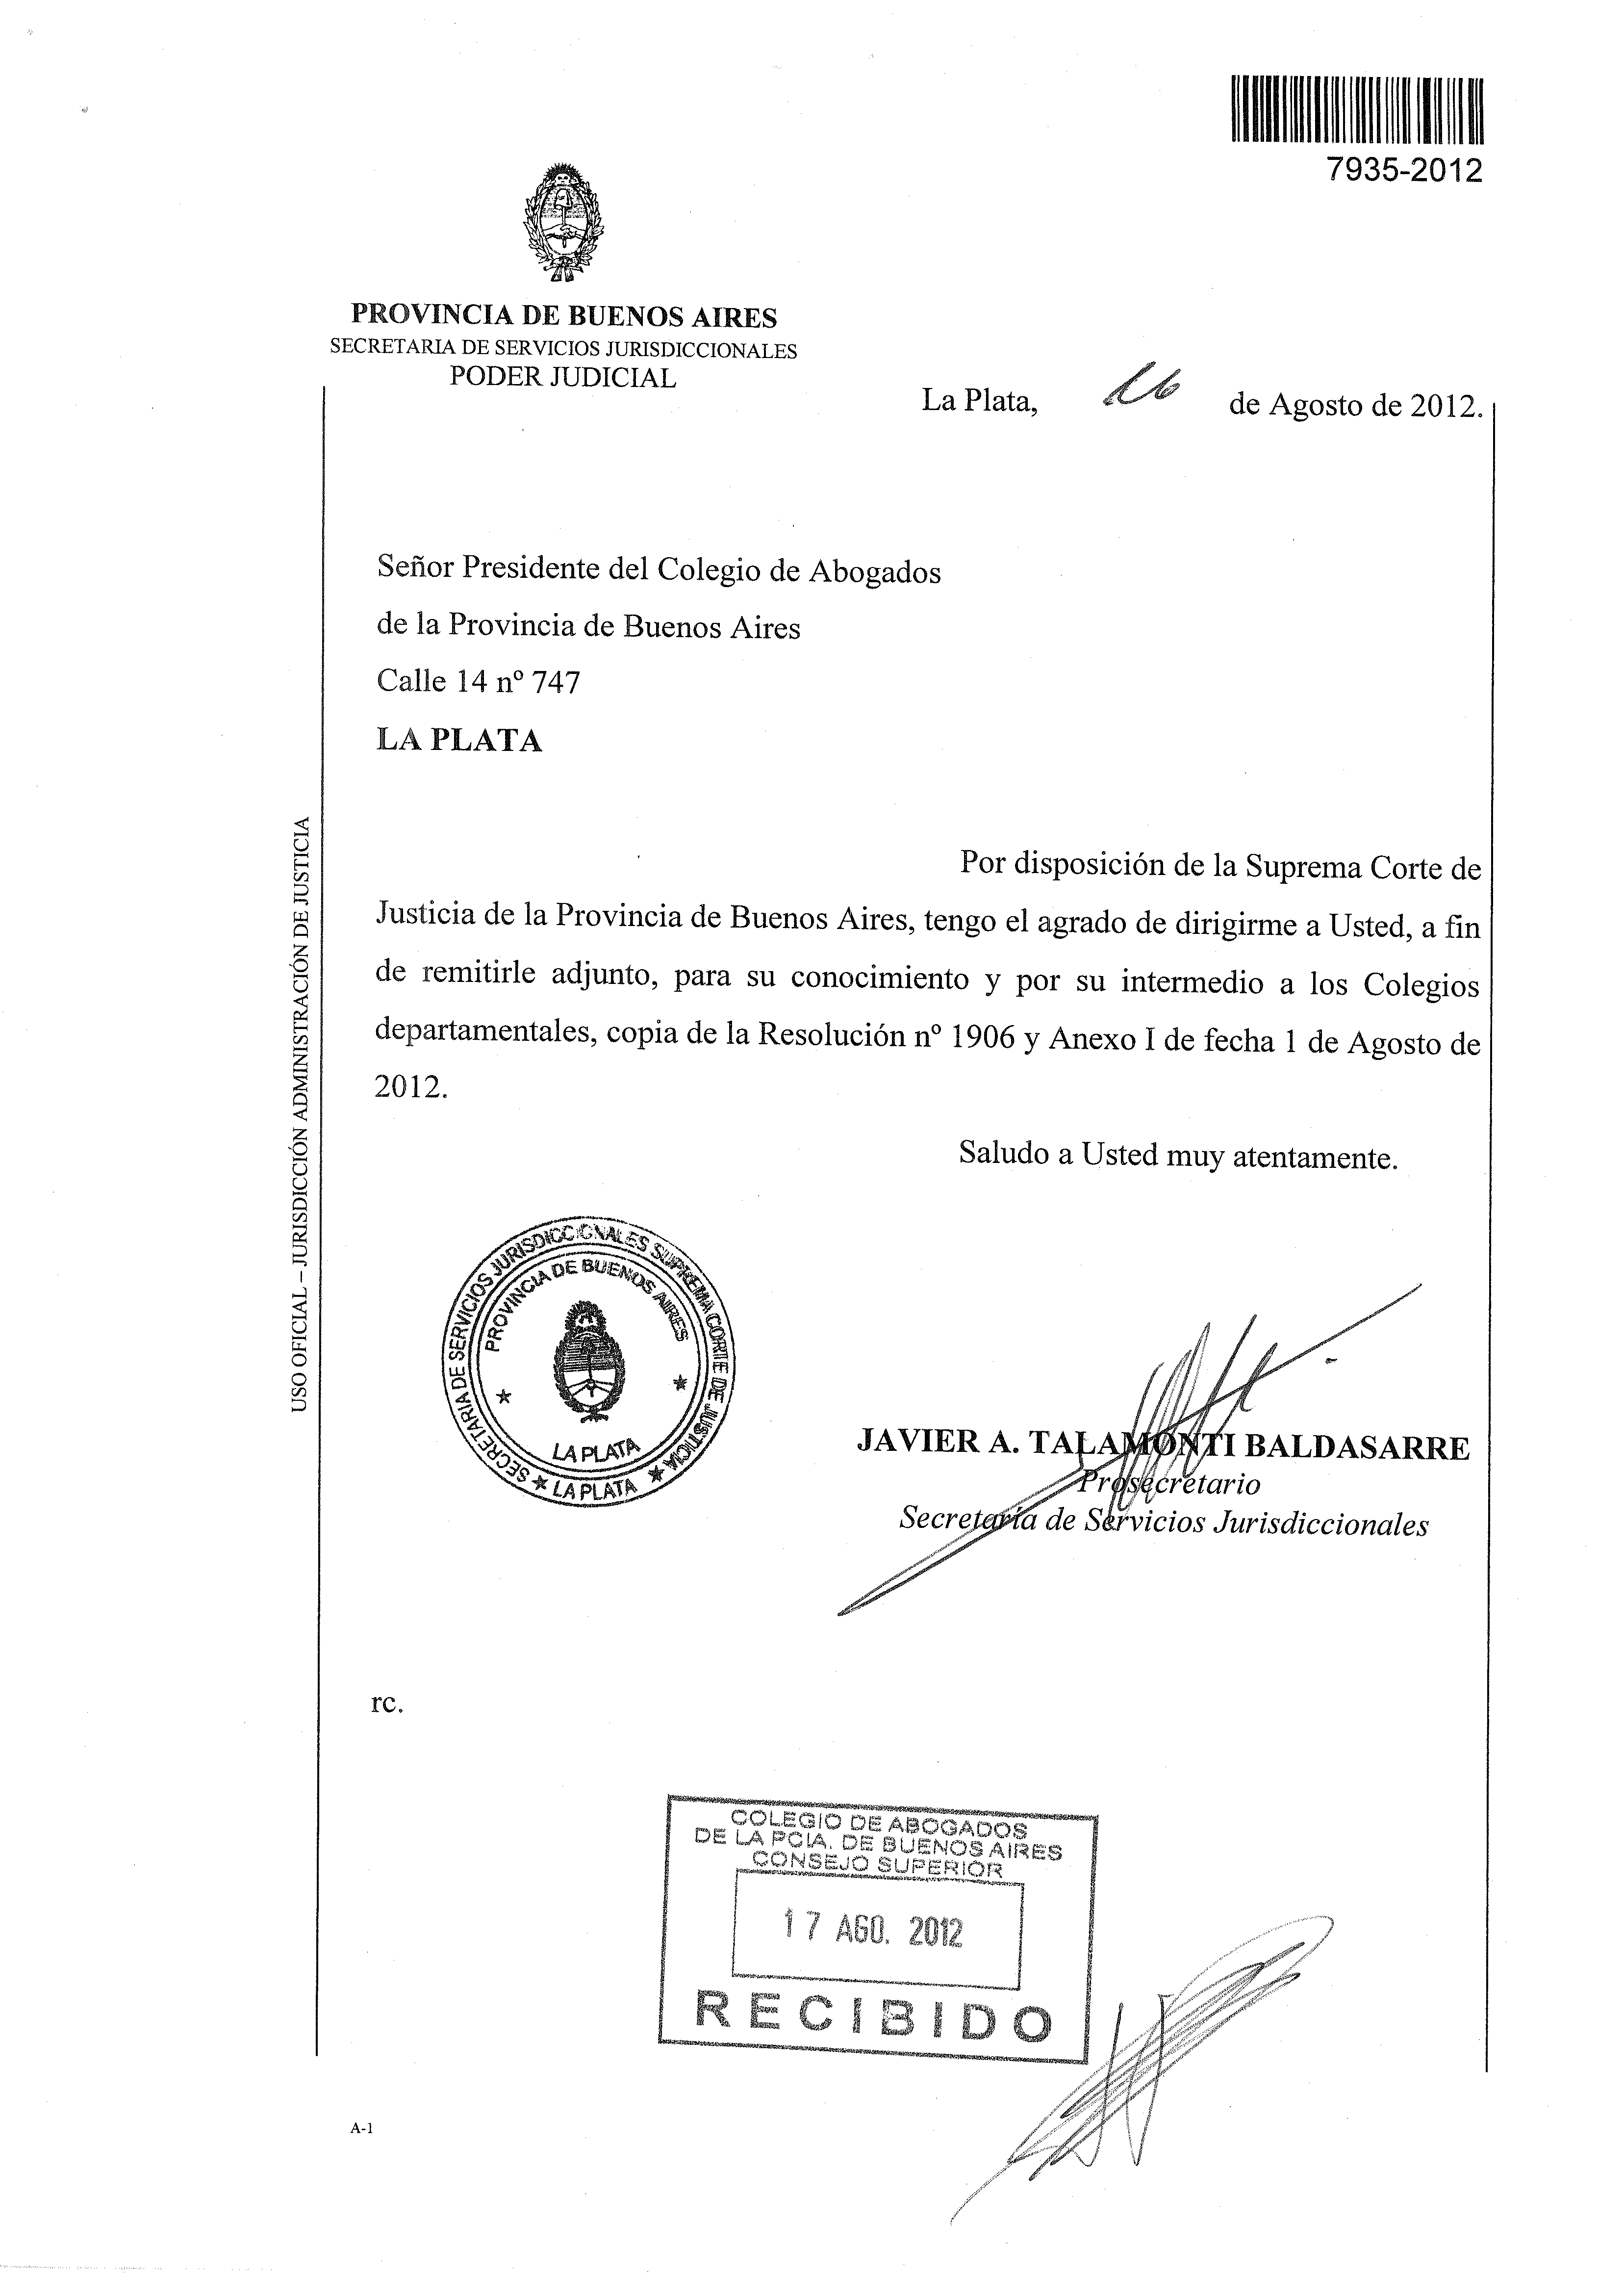 7935-2012
PROVINCIA DE BUENOS AIRES
SECRETARIA DE SERVICIOS JURISDICCIONALES
PODER JUDICIAL
La Plata, 16 de Agosto de 2012.
Señor Presidente del Colegio de Abogados
de la Provincia de Buenos Aires
Calle 14 nº 747
LA PLATA
Por disposición de la Suprema Corte de
Justicia de la Provincia de Buenos Aires, tengo el agrado de dirigirme a Usted, a fin
de remitirle adjunto, para su conocimiento y por su intermedio a los Colegios
departamentales, copia de la Resolución nº 1906 y Anexo I de fecha 1 de Agosto de
2012.
Saludo a Usted muy atentamente.
USO OFICIAL – JURISDICCIÓN ADMINISTRACIÓN DE JUSTICIA
SECRETARIA DE SERVICIOS JURISDICCIONALES SUPREMA CORTE DE JUSTICIA
LA PLATA
PROVINCIA DE BUENOS AIRES
LA PLATA
JAVIER A. TALAMONTI BALDASARRE
Prosecretario
Secretaría de Servicios Jurisdiccionales
rc.
COLEGIO DE ABOGADOS
DE LA PCIA. DE BUENOS AIRES
CONSEJO SUPERIOR
17 AGO. 2012
RECIBIDO
A-1